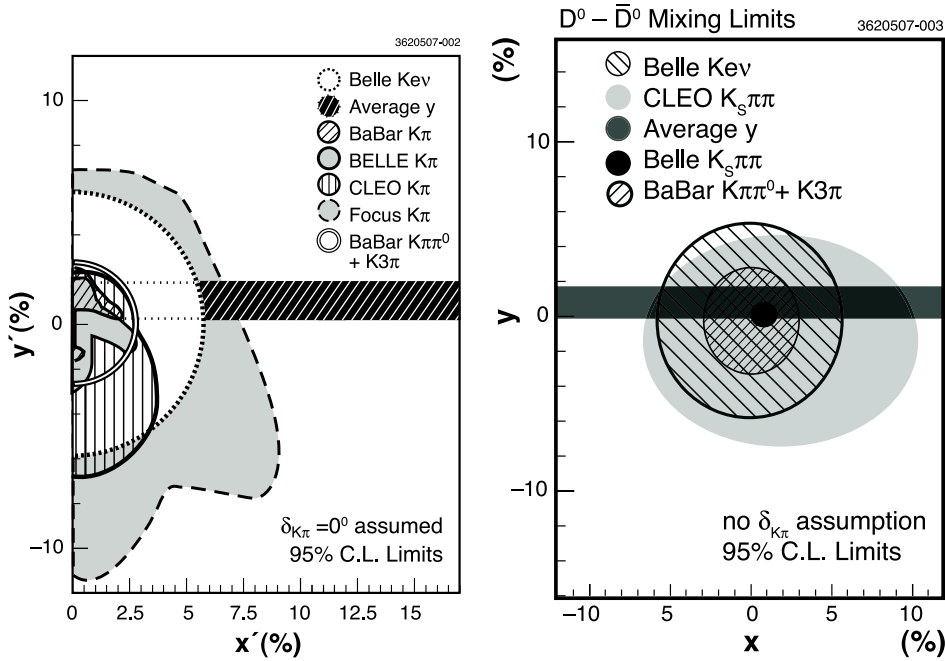 3620507-002
Belle Keν
Average y
BaBar Kπ
BELLE Kπ
CLEO Kπ
Focus Kπ
BaBar Kππ⁰
+ K3π
10
0
−10
y´(%)
δKπ =0⁰ assumed
95% C.L. Limits
0 2.5 5 7.5 10 12.5 15
x´(%)
D⁰ – D̅⁰ Mixing Limits
3620507-003
(%)
Belle Keν
CLEO Ksππ
Average y
Belle Ksππ
BaBar Kππ⁰+ K3π
10
0
−10
y
no δKπ assumption
95% C.L. Limits
−10 −5 0 5 10
x (%)